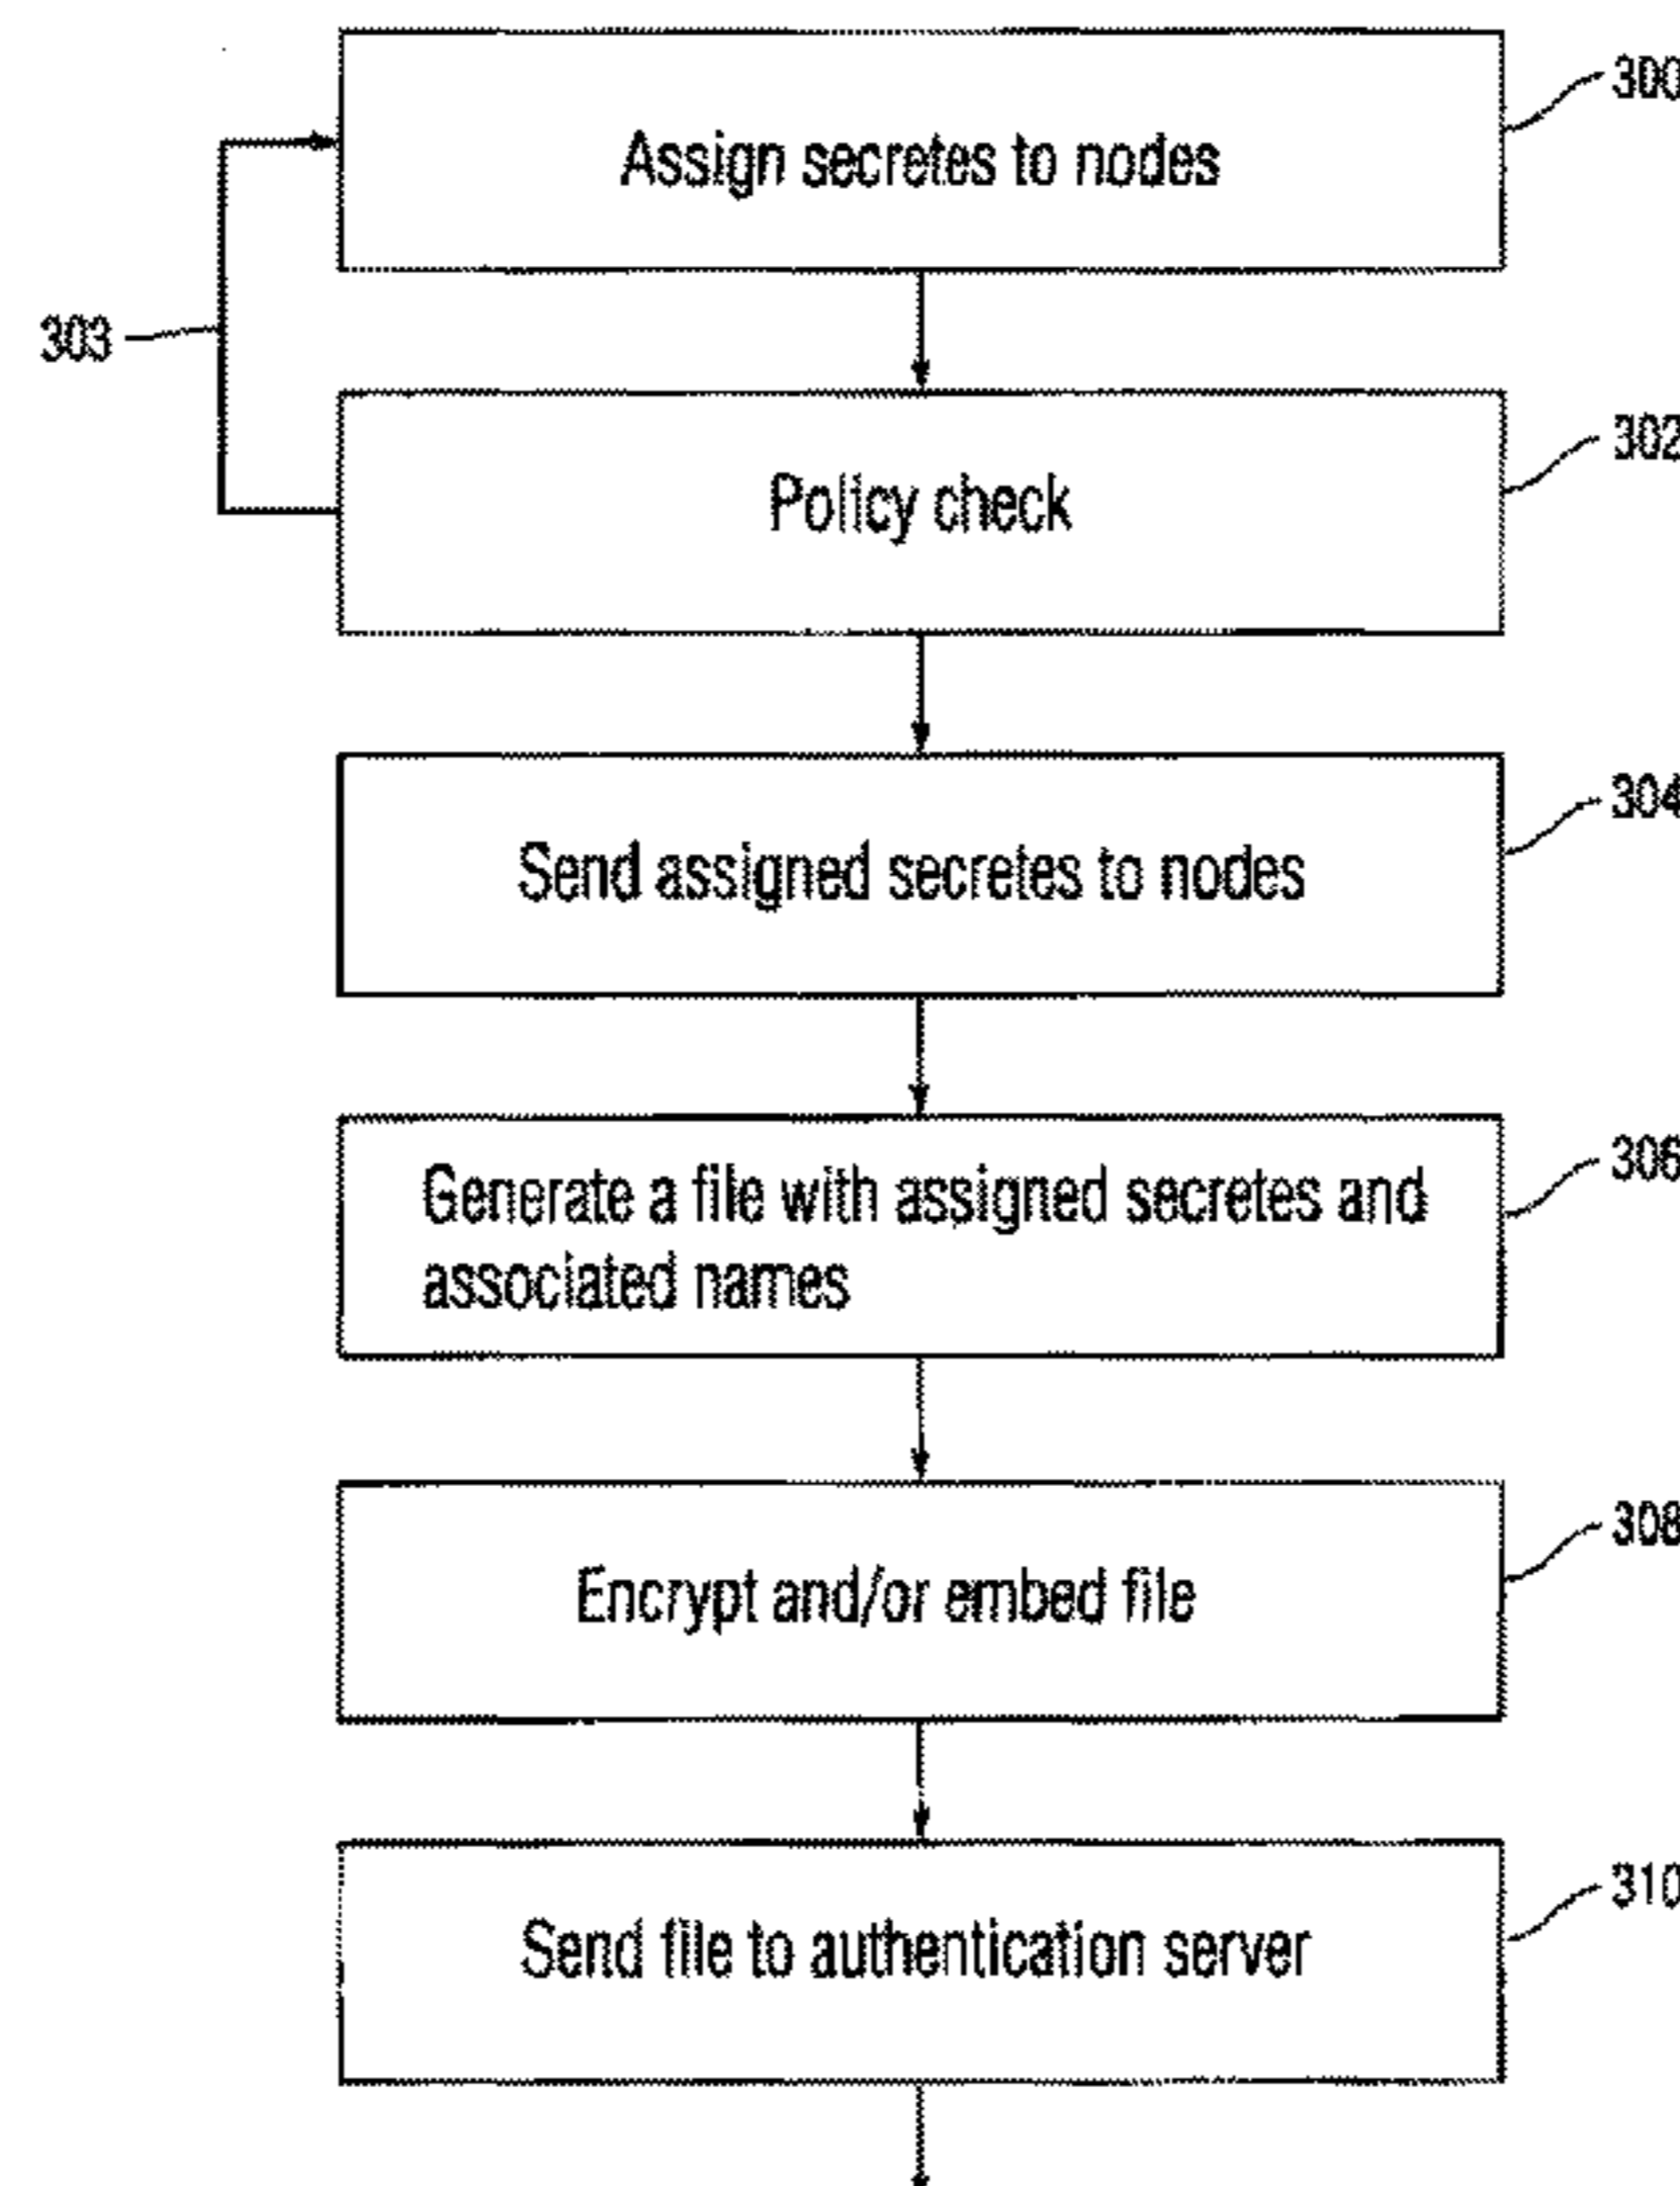 300
Assign secretes to nodes
303
302
Policy check
304
Send assigned secretes to nodes
306
Generate a file with assigned secretes and
associated names
308
Encrypt and/or embed file
310
Send file to authentication server